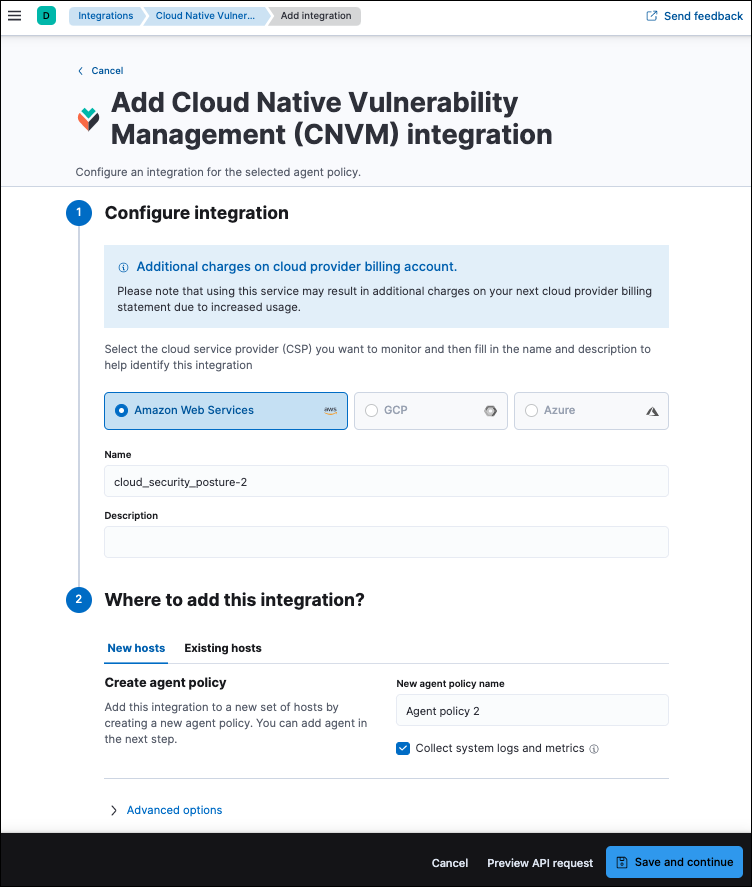 D
Integrations
Cloud Native Vulner...
Add integration
Send feedback
Cancel
Add Cloud Native Vulnerability
Management (CNVM) integration
Configure an integration for the selected agent policy.
1
Configure integration
Additional charges on cloud provider billing account.
Please note that using this service may result in additional charges on your next cloud provider billing
statement due to increased usage.
Select the cloud service provider (CSP) you want to monitor and then fill in the name and description to
help identify this integration
Amazon Web Services
aws
GCP
Azure
Name
cloud_security_posture-2
Description
2
Where to add this integration?
New hosts
Existing hosts
Create agent policy
Add this integration to a new set of hosts by
creating a new agent policy. You can add agent in
the next step.
New agent policy name
Agent policy 2
Collect system logs and metrics
Advanced options
Cancel
Preview API request
Save and continue